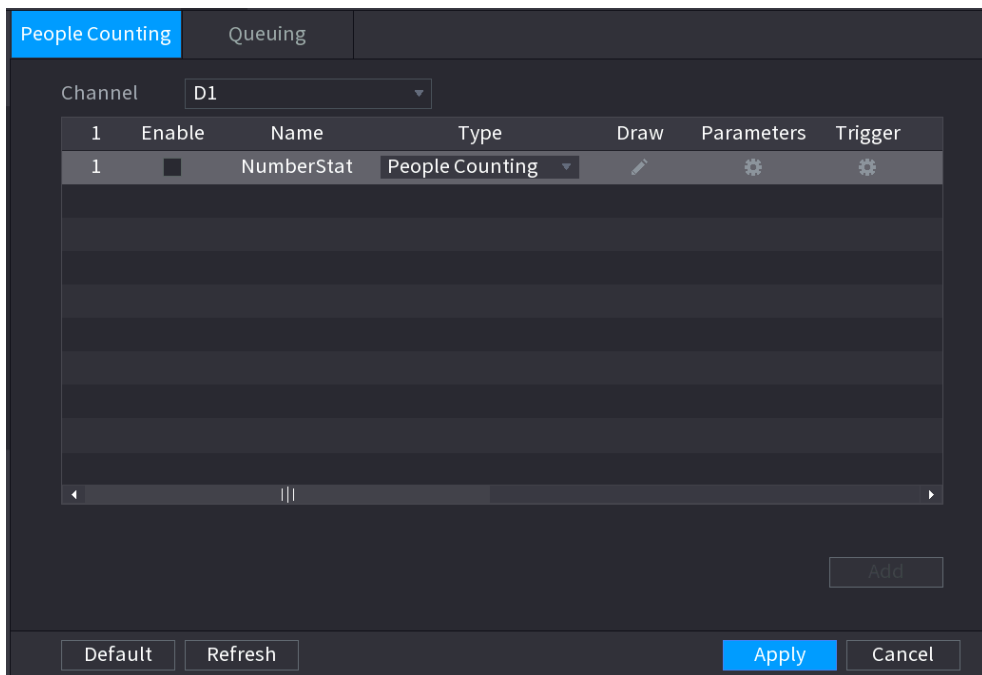 People Counting Queuing
Channel D1
1 Enable Name Type Draw Parameters Trigger
1 NumberStat People Counting
Add
Default Refresh Apply Cancel